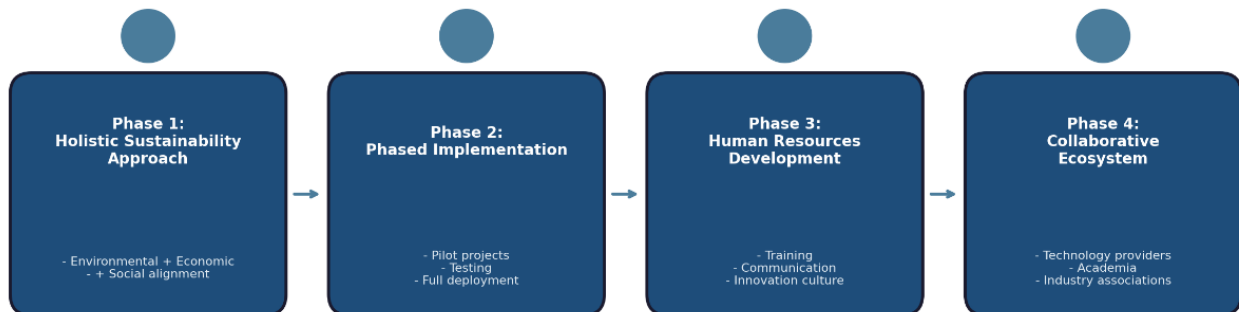 Phase 1:
Holistic Sustainability
Approach
- Environmental + Economic
- + Social alignment
Phase 2:
Phased Implementation
- Pilot projects
- Testing
- Full deployment
Phase 3:
Human Resources
Development
- Training
- Communication
- Innovation culture
Phase 4:
Collaborative
Ecosystem
- Technology providers
- Academia
- Industry associations